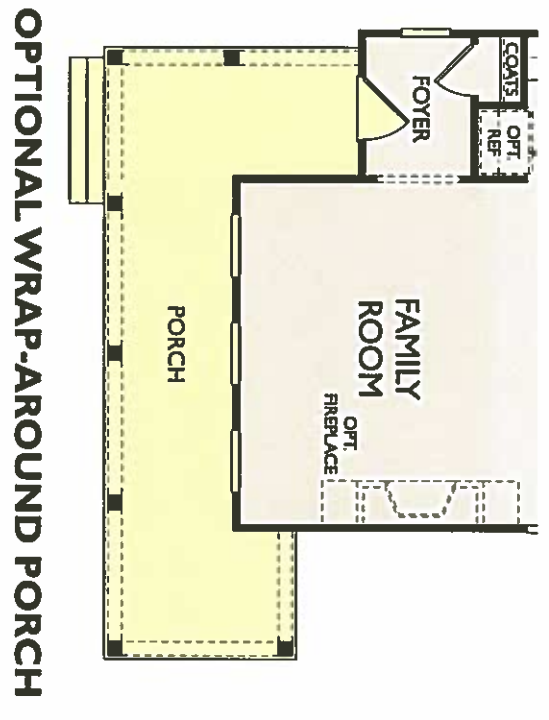 COATS
FOYER
OPT.
REF
FAMILY
ROOM
PORCH
OPT.
FIREPLACE
OPTIONAL WRAP-AROUND PORCH